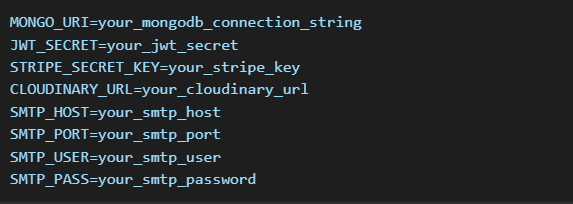 MONGO_URI=your_mongodb_connection_string
JWT_SECRET=your_jwt_secret
STRIPE_SECRET_KEY=your_stripe_key
CLOUDINARY_URL=your_cloudinary_url
SMTP_HOST=your_smtp_host
SMTP_PORT=your_smtp_port
SMTP_USER=your_smtp_user
SMTP_PASS=your_smtp_password